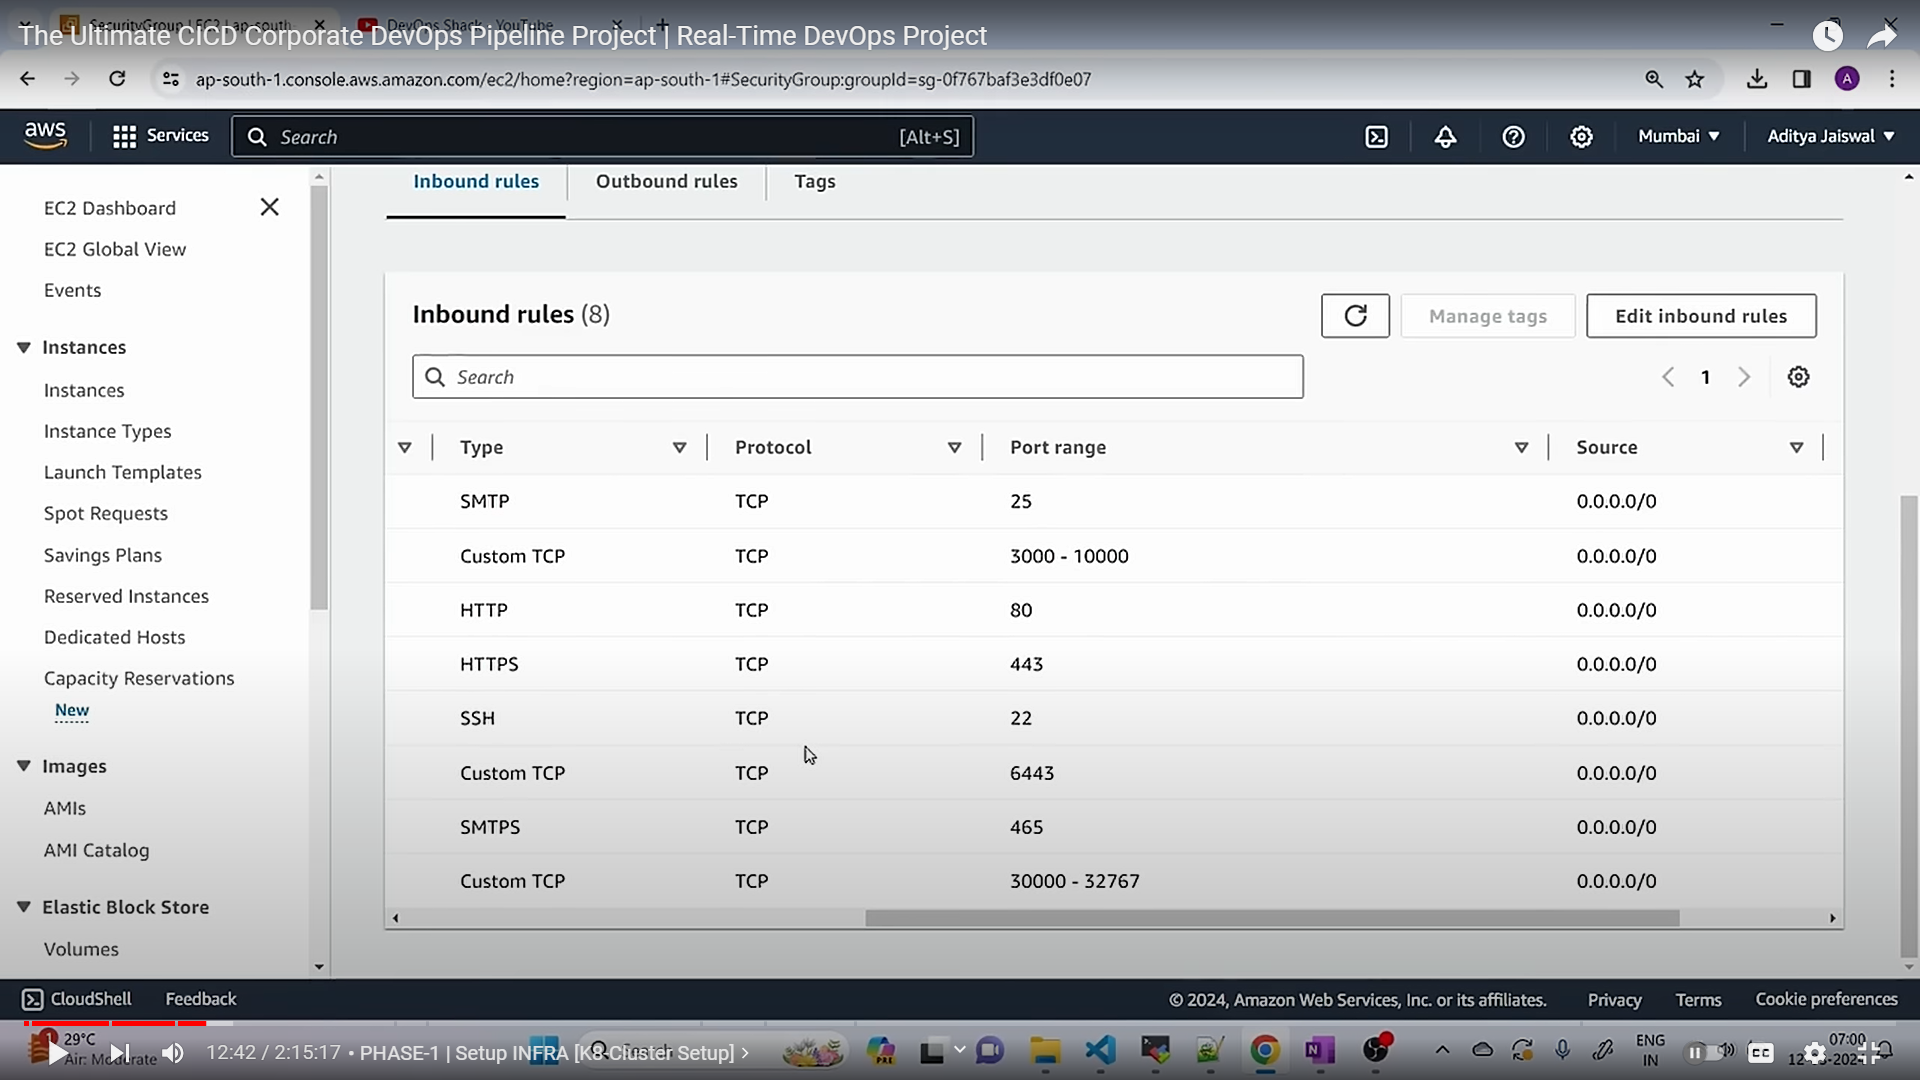 The Ultimate CICD Corporate DevOps Pipeline Project | Real-Time DevOps Project
ap-south-1.console.aws.amazon.com/ec2/home?region=ap-south-1#SecurityGroup:groupId=sg-0f767baf3e3df0e07
A
aws
Services
Search
[Alt+S]
Mumbai
Aditya Jaiswal
EC2 Dashboard
EC2 Global View
Events
Instances
Instances
Instance Types
Launch Templates
Spot Requests
Savings Plans
Reserved Instances
Dedicated Hosts
Capacity Reservations
New
Images
AMIs
AMI Catalog
Elastic Block Store
Volumes
Inbound rules
Outbound rules
Tags
Inbound rules (8)
Manage tags
Edit inbound rules
Search
1
Type Protocol Port range Source
SMTP TCP 25 0.0.0.0/0
Custom TCP TCP 3000 - 10000 0.0.0.0/0
HTTP TCP 80 0.0.0.0/0
HTTPS TCP 443 0.0.0.0/0
SSH TCP 22 0.0.0.0/0
Custom TCP TCP 6443 0.0.0.0/0
SMTPS TCP 465 0.0.0.0/0
Custom TCP TCP 30000 - 32767 0.0.0.0/0
CloudShell
Feedback
© 2024, Amazon Web Services, Inc. or its affiliates.
Privacy
Terms
Cookie preferences
29°C
Air: Moderate
12:42 / 2:15:17 • PHASE-1 | Setup INFRA [K8-Cluster Setup]
PRE
ENG
IN
CC
07:00